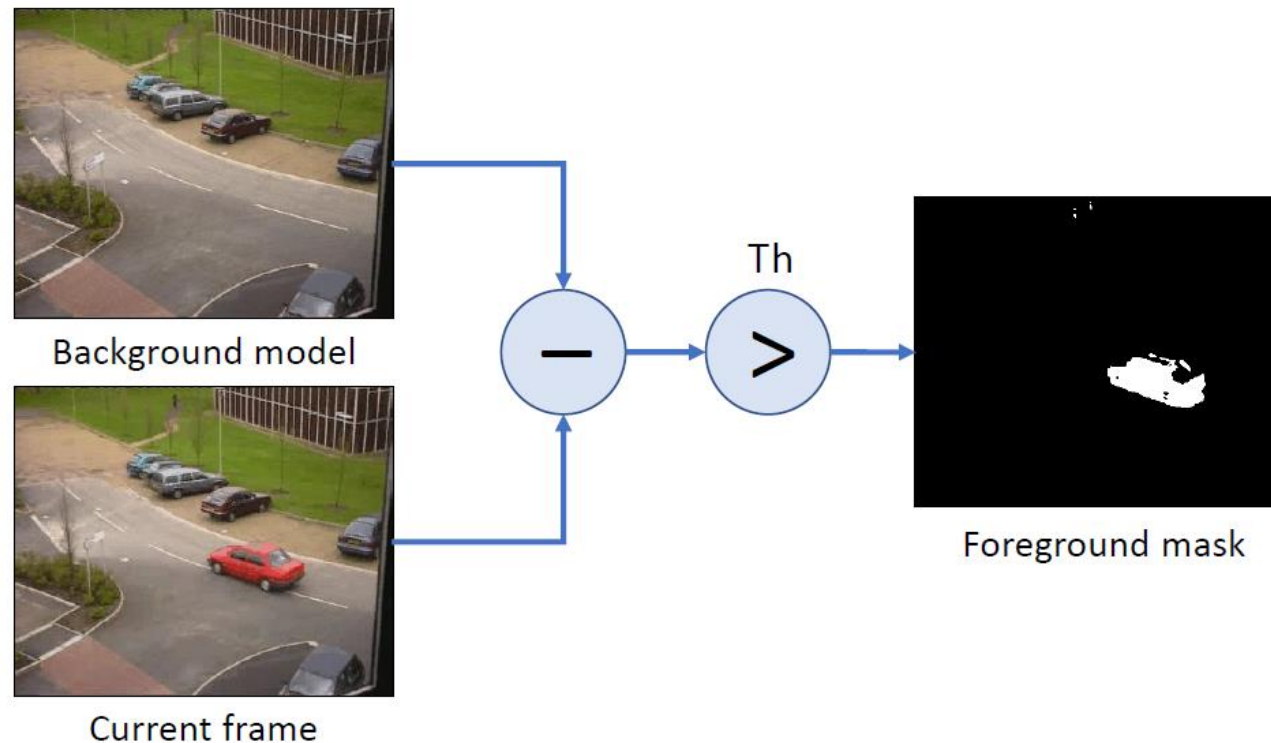 Background model
−
Th
>
Current frame
Foreground mask